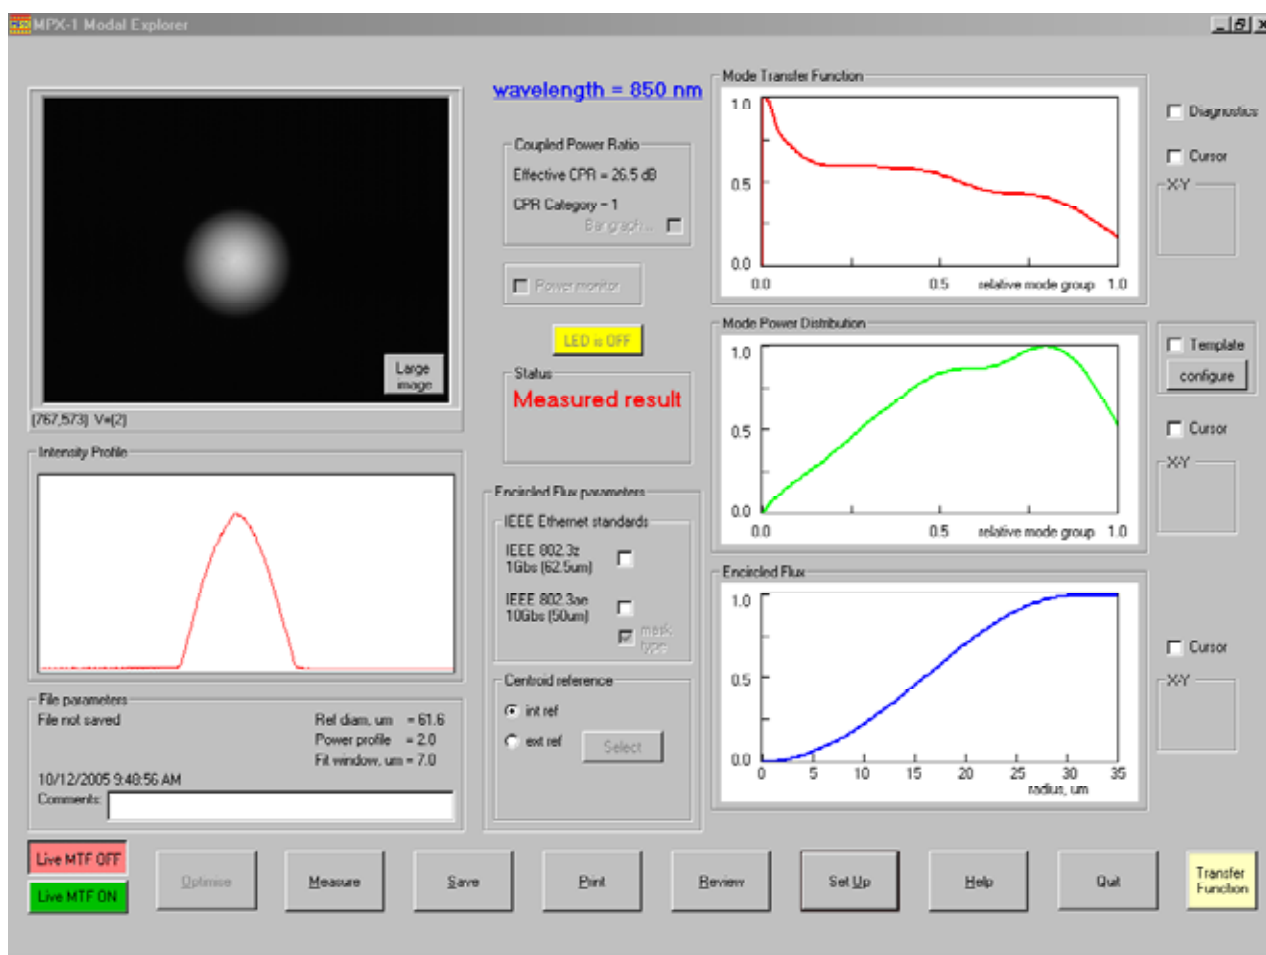 MPX-1 Modal Explorer
wavelength = 850 nm
Large
image
(767,573) V=(2)
Coupled Power Ratio
Effective CPR = 26.5 dB
CPR Category = 1
Bargraph...
Power monitor
LED is OFF
Status
Measured result
Intensity Profile
File parameters
File not saved
Ref diam, um = 61.6
Power profile = 2.0
Fit window, um = 7.0
10/12/2005 9:48:56 AM
Comments:
Encircled Flux parameters
IEEE Ethernet standards
IEEE 802.3z
1Gbs (62.5um)
IEEE 802.3ae
10Gbs (50um)
mask
type
Centroid reference
int ref
ext ref
Select
Mode Transfer Function
1.0
0.5
0.0
0.0 0.5 relative mode group 1.0
Diagnostics
Cursor
X-Y
Mode Power Distribution
1.0
0.5
0.0
0.0 0.5 relative mode group 1.0
Template
configure
Cursor
X-Y
Encircled Flux
1.0
0.5
0.0
0 5 10 15 20 25 30 35
radius, um
Cursor
X-Y
Live MTF OFF
Live MTF ON
Optimise
Measure
Save
Print
Review
Set Up
Help
Quit
Transfer
Function